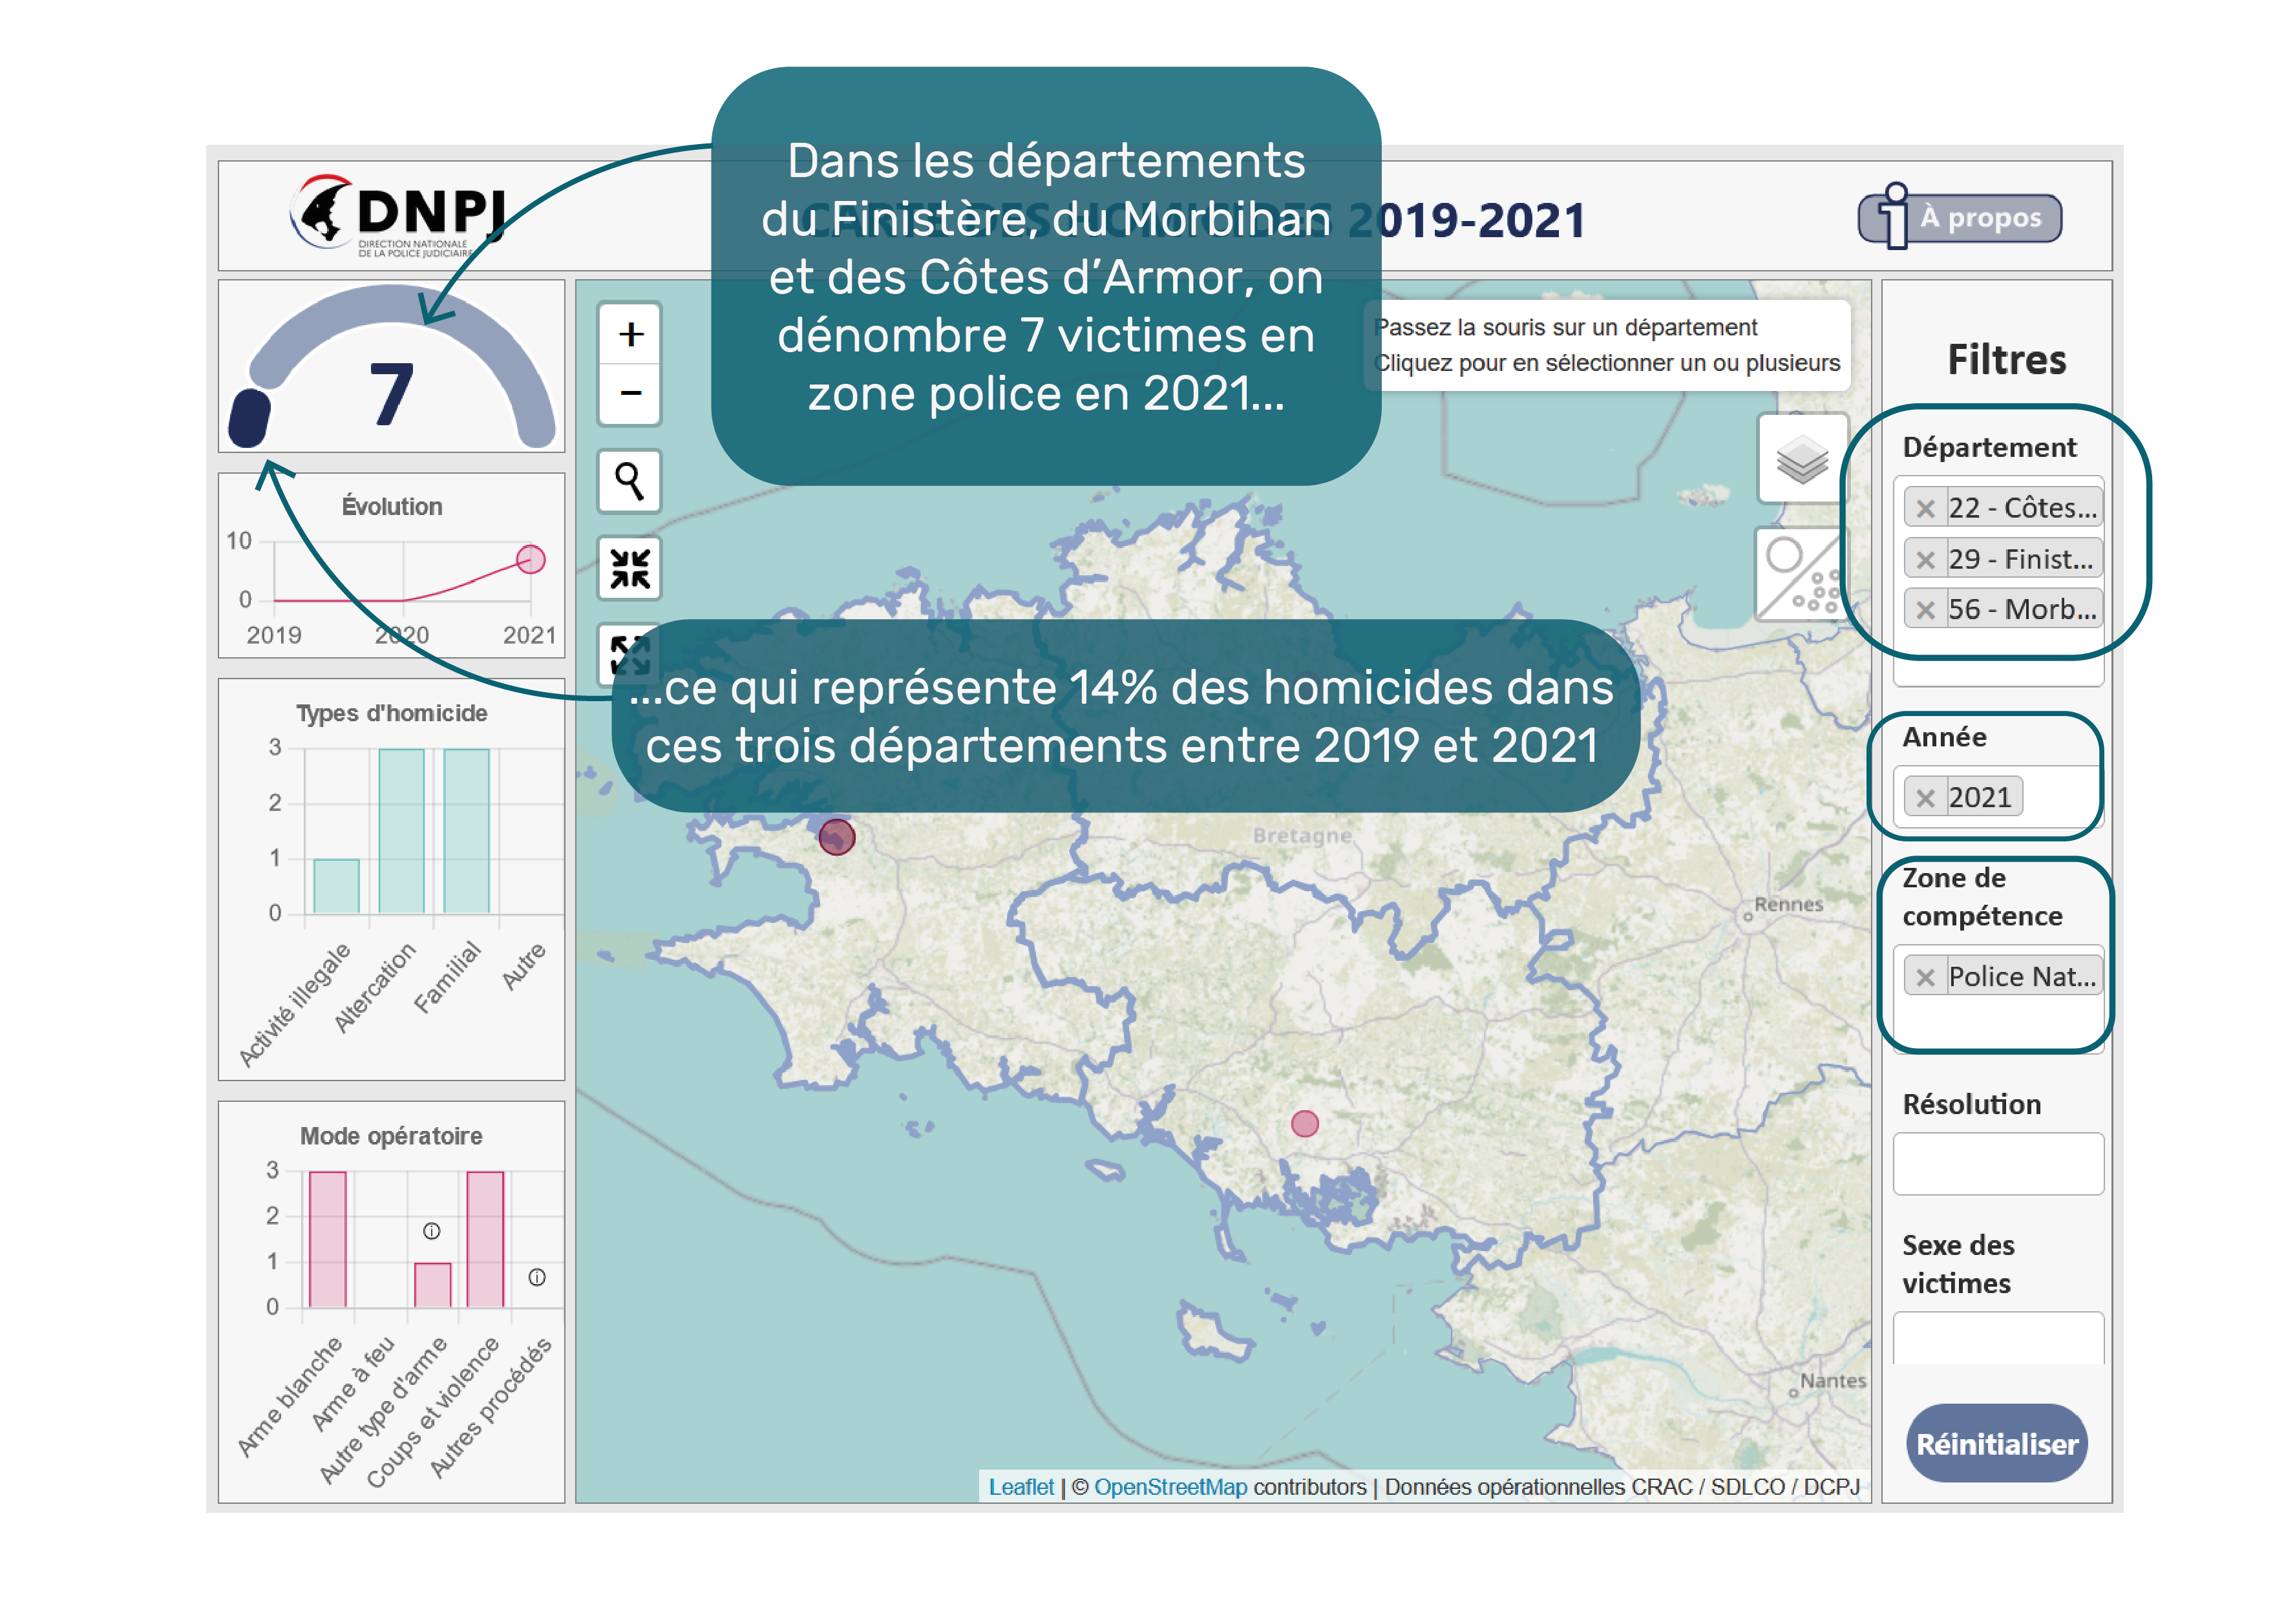 Dans les départements
du Finistère, du Morbihan
et des Côtes d’Armor, on
dénombre 7 victimes en
zone police en 2021...
DNPJ
DIRECTION NATIONALE
DE LA POLICE JUDICIAIRE
CARTE DES HOMICIDES 2019-2021
À propos
7
+
−
Passez la souris sur un département
Cliquez pour en sélectionner un ou plusieurs
Évolution
10
0
2019
2020
2021
...ce qui représente 14% des homicides dans
ces trois départements entre 2019 et 2021
Types d'homicide
3
2
1
0
Activité illegale
Altercation
Familial
Autre
Mode opératoire
3
2
1
0
Arme blanche
Arme à feu
Autre type d'arme
Coups et violence
Autres procédés
Bretagne
Rennes
Nantes
Leaflet | © OpenStreetMap contributors | Données opérationnelles CRAC / SDLCO / DCPJ
Filtres
Département
× 22 - Côtes...
× 29 - Finist...
× 56 - Morb...
Année
× 2021
Zone de
compétence
× Police Nat...
Résolution
Sexe des
victimes
Réinitialiser